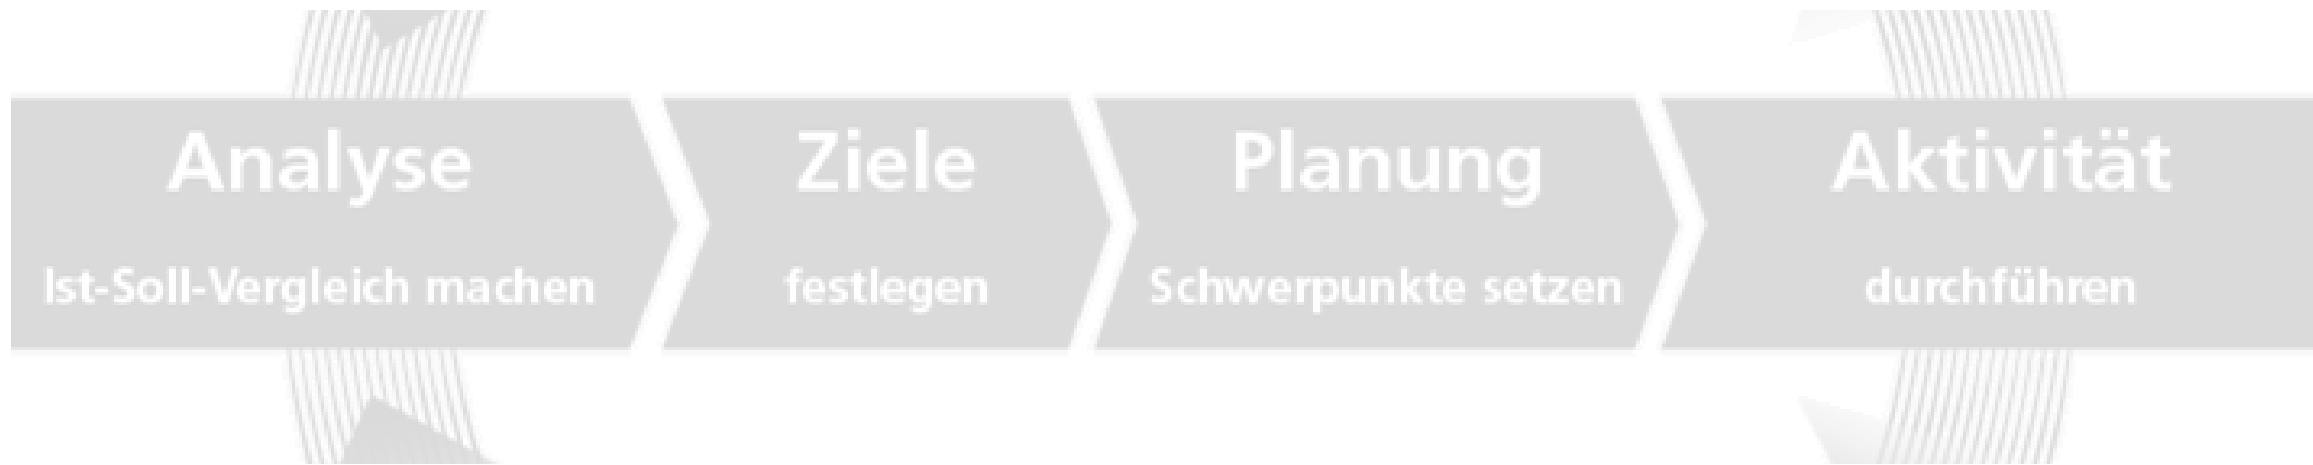 Analyse
Ist-Soll-Vergleich machen
Ziele
festlegen
Planung
Schwerpunkte setzen
Aktivität
durchführen